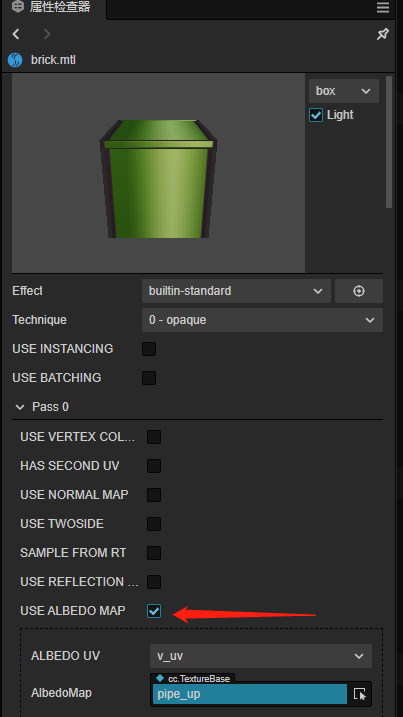 属性检查器
brick.mtl
box
Light
Effect builtin-standard
Technique 0 - opaque
USE INSTANCING
USE BATCHING
Pass 0
USE VERTEX COL...
HAS SECOND UV
USE NORMAL MAP
USE TWOSIDE
SAMPLE FROM RT
USE REFLECTION ...
USE ALBEDO MAP
ALBEDO UV v_uv
cc.TextureBase
AlbedoMap pipe_up